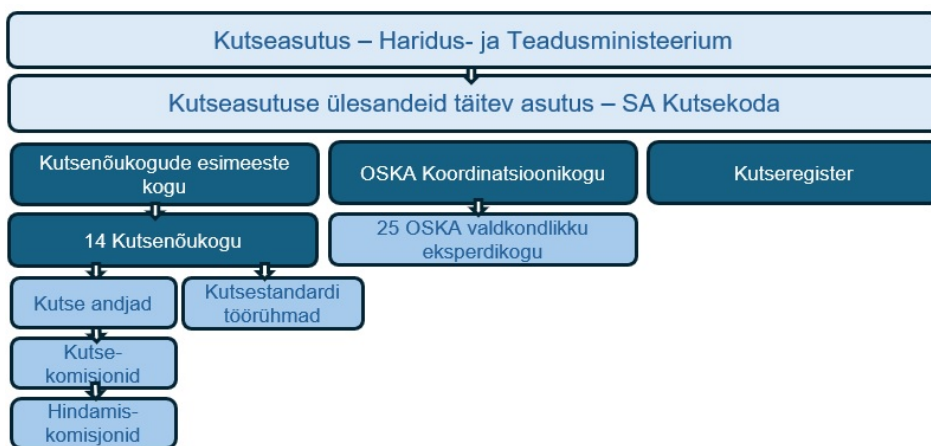 Kutseasutus – Haridus- ja Teadusministeerium
Kutseasutuse ülesandeid täitev asutus – SA Kutsekoda
Kutsenõukogude esimeeste
kogu
OSKA Koordinatsioonikogu
Kutseregister
14 Kutsenõukogu
25 OSKA valdkondlikku
eksperdikogu
Kutse andjad
Kutsestandardi
töörühmad
Kutse-
komisjonid
Hindamis-
komisjonid